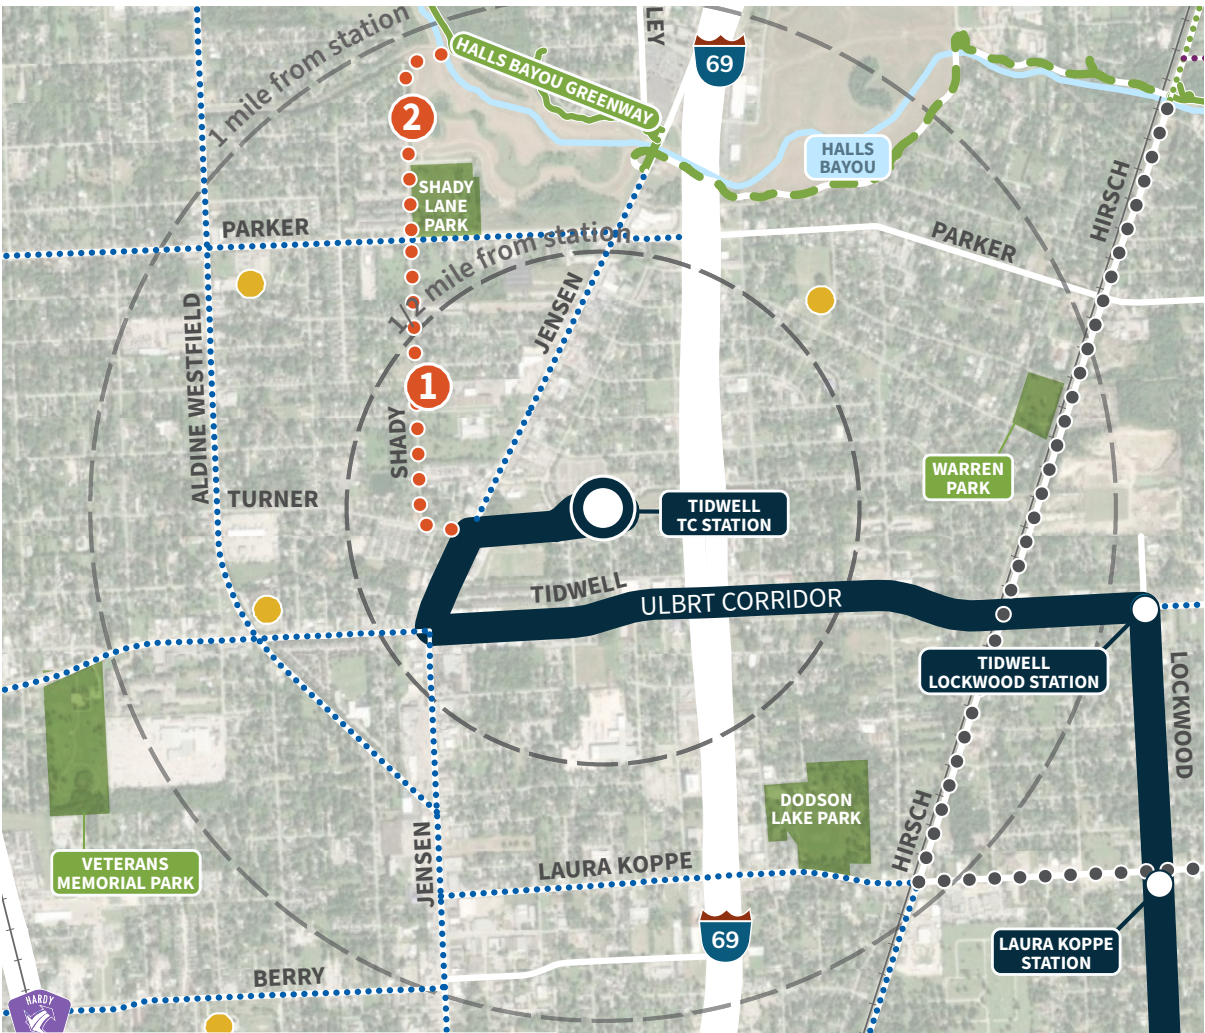 1 mile from station
LEY
69
HALLS BAYOU GREENWAY
2
HALLS
BAYOU
HIRSCH
SHADY
LANE
PARK
PARKER
PARKER
1/2 mile from station
JENSEN
ALDINE WESTFIELD
1
SHADY
WARREN
PARK
TURNER
TIDWELL
TC STATION
TIDWELL
ULBRT CORRIDOR
TIDWELL
LOCKWOOD STATION
LOCKWOOD
DODSON
LAKE PARK
HIRSCH
JENSEN
VETERANS
MEMORIAL PARK
LAURA KOPPE
69
LAURA KOPPE
STATION
BERRY
HARDY